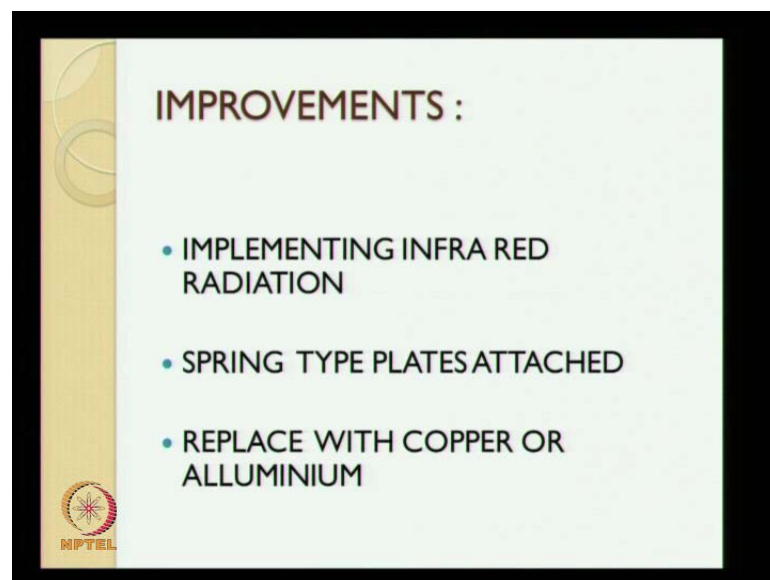 IMPROVEMENTS :
• IMPLEMENTING INFRA RED
RADIATION
• SPRING TYPE PLATES ATTACHED
• REPLACE WITH COPPER OR
ALLUMINIUM
NPTEL